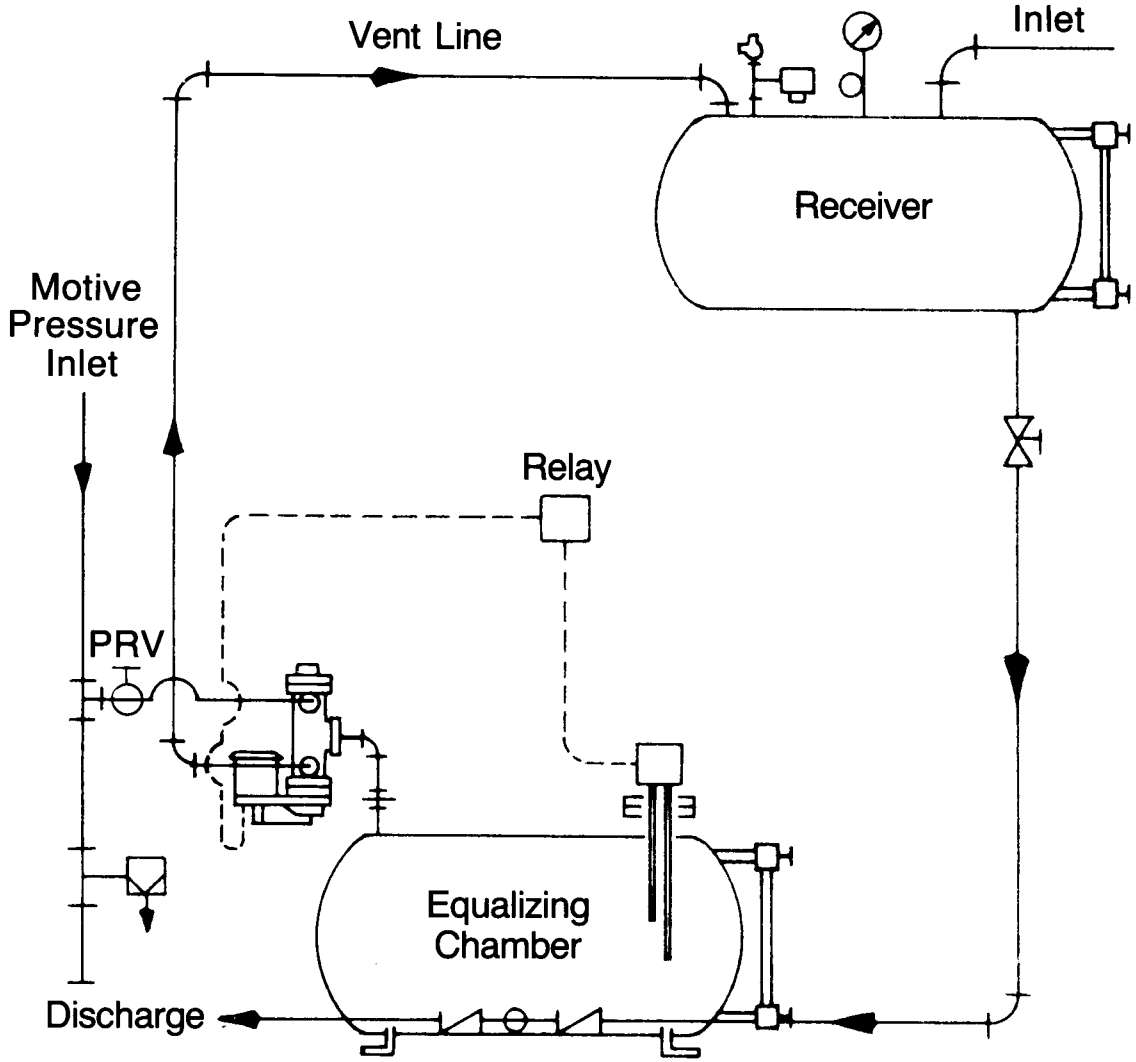 Vent Line
Inlet
Receiver
Motive
Pressure
Inlet
Relay
PRV
Equalizing
Chamber
Discharge